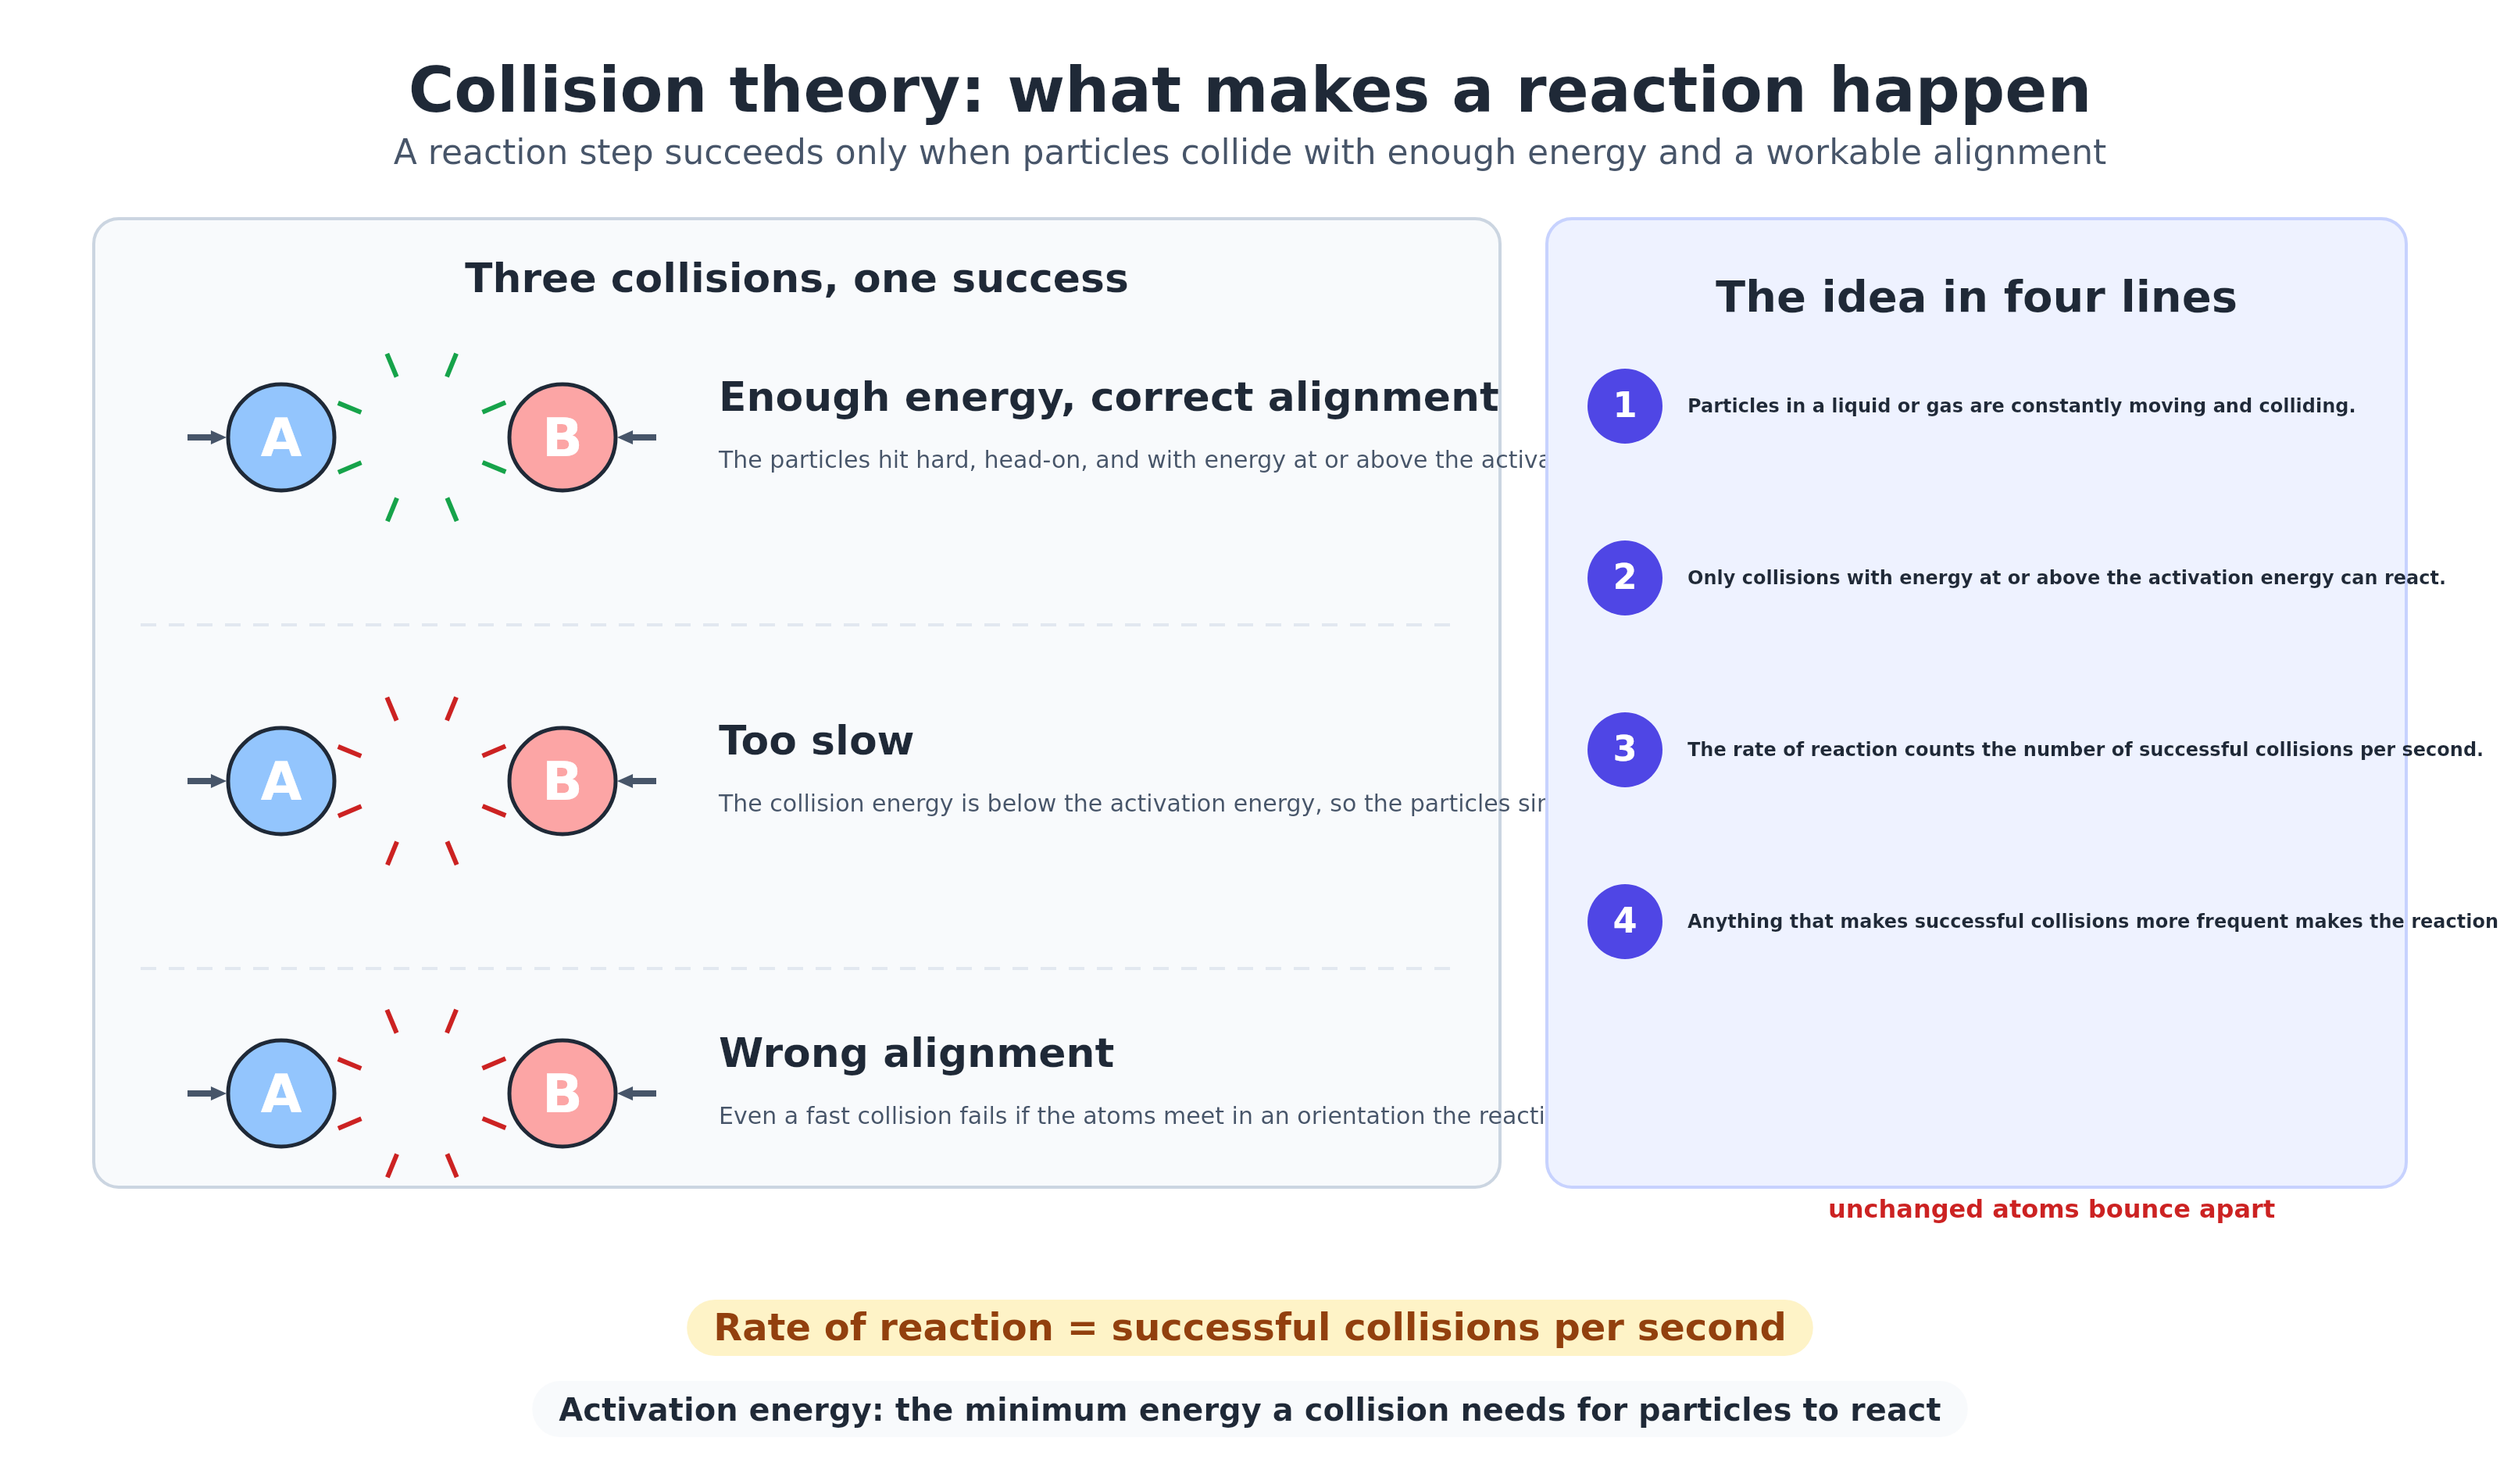 Collision theory: what makes a reaction happen
A reaction step succeeds only when particles collide with enough energy and a workable alignment
Three collisions, one success
A
B
Enough energy, correct alignment
The particles hit hard, head-on, and with energy at or above the
A
B
Too slow
The collision energy is below the activation energy, so the particles
A
B
Wrong alignment
Even a fast collision fails if the atoms meet in an orientation the
The idea in four lines
1
Particles in a liquid or gas are constantly moving and colliding.
2
Only collisions with energy at or above the activation energy can react.
3
The rate of reaction counts the number of successful collisions per second.
4
Anything that makes successful collisions more frequent makes the reaction
unchanged atoms bounce apart
Rate of reaction = successful collisions per second
Activation energy: the minimum energy a collision needs for particles to react